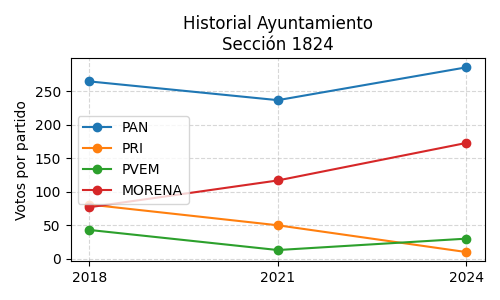 Historial Ayuntamiento
Sección 1824
Votos por partido
250
200
150
100
50
0
PAN
PRI
PVEM
MORENA
2018
2021
2024